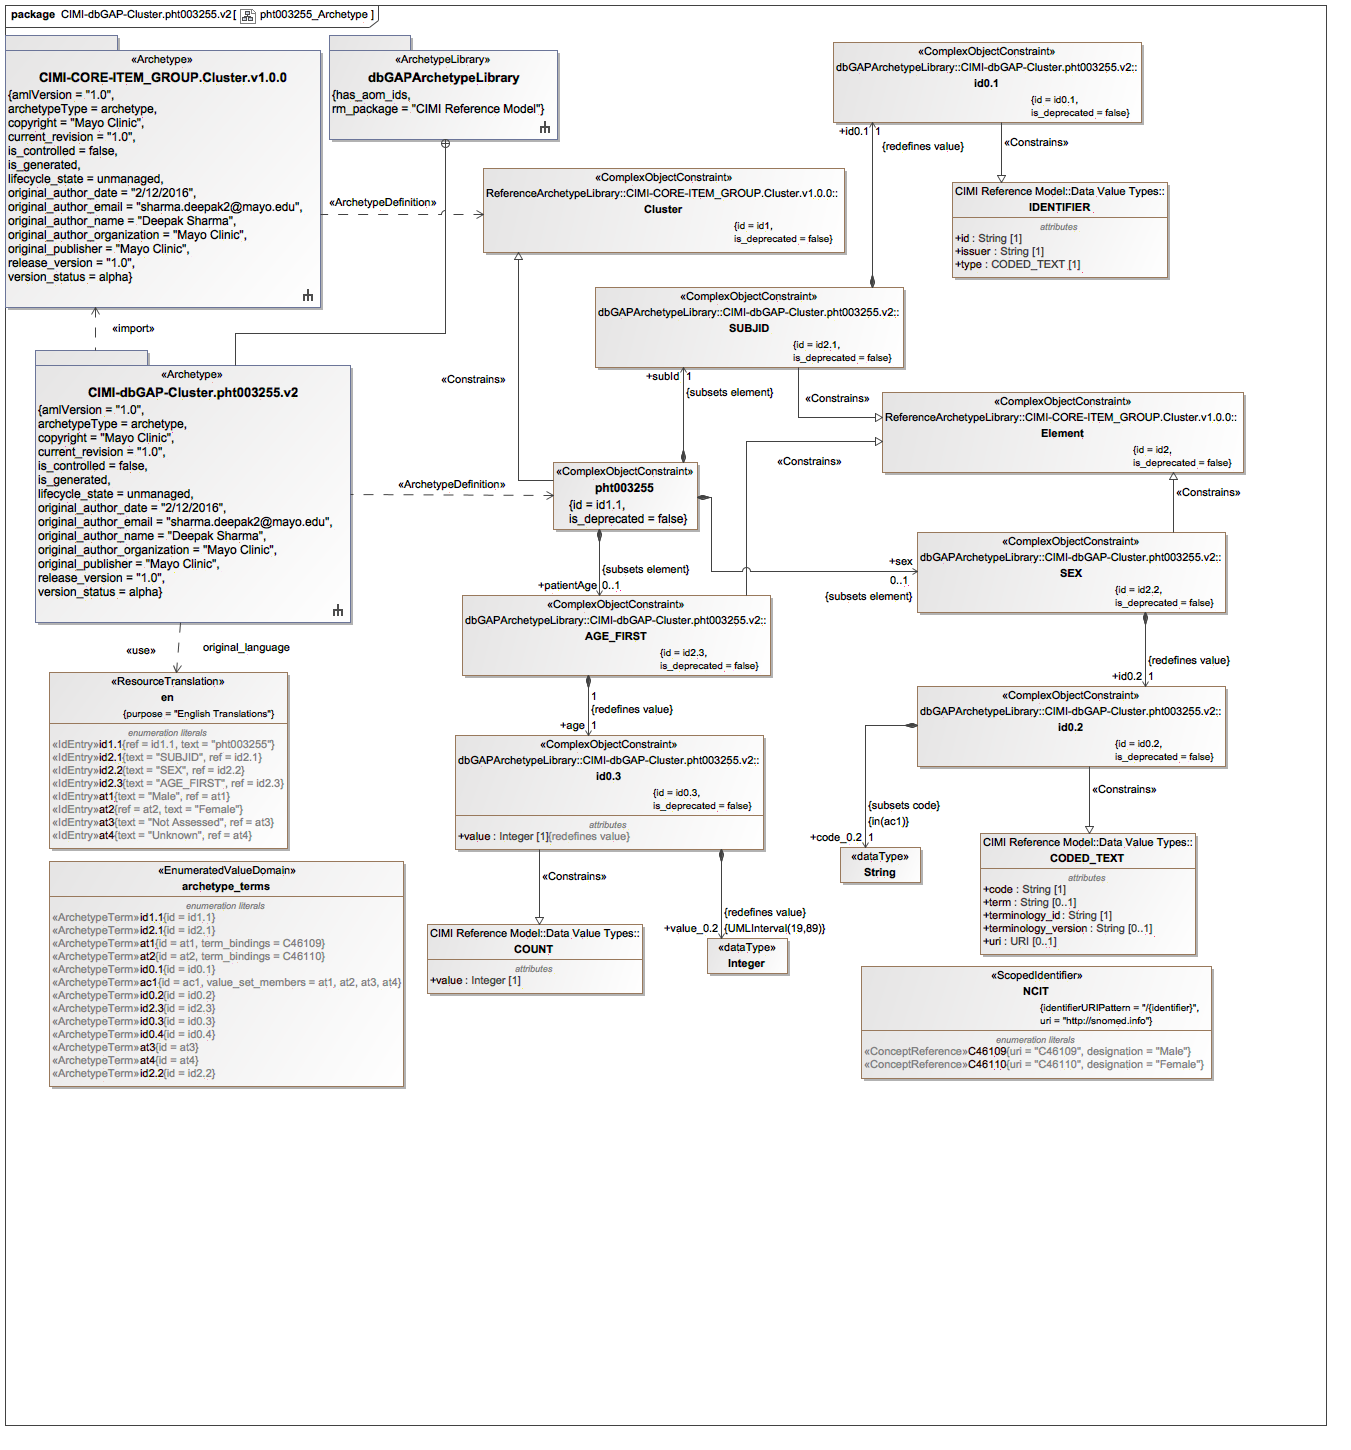 package CIMI-dbGAP-Cluster.pht003255.v2[ pht003255_Archetype ]
«Archetype»
CIMI-CORE-ITEM_GROUP.Cluster.v1.0.0
{amlVersion = "1.0",
archetypeType = archetype,
copyright = "Mayo Clinic",
current_revision = "1.0",
is_controlled = false,
is_generated,
lifecycle_state = unmanaged,
original_author_date = "2/12/2016",
original_author_email = "sharma.deepak2@mayo.edu",
original_author_name = "Deepak Sharma",
original_author_organization = "Mayo Clinic",
original_publisher = "Mayo Clinic",
release_version = "1.0",
version_status = alpha}
«ArchetypeLibrary»
dbGAPArchetypeLibrary
{has_aom_ids,
rm_package = "CIMI Reference Model"}
«ComplexObjectConstraint»
dbGAPArchetypeLibrary::CIMI-dbGAP-Cluster.pht003255.v2::
id0.1
{id = id0.1,
is_deprecated = false}
+id0.1 1
{redefines value}
«Constrains»
CIMI Reference Model::Data Value Types::
IDENTIFIER
attributes
+id : String [1]
+issuer : String [1]
+type : CODED_TEXT [1]
«ArchetypeDefinition»
«ComplexObjectConstraint»
ReferenceArchetypeLibrary::CIMI-CORE-ITEM_GROUP.Cluster.v1.0.0::
Cluster
{id = id1,
is_deprecated = false}
«ComplexObjectConstraint»
dbGAPArchetypeLibrary::CIMI-dbGAP-Cluster.pht003255.v2::
SUBJID
{id = id2.1,
is_deprecated = false}
«import»
«Constrains»
+subId 1
{subsets element}
«Constrains»
«ComplexObjectConstraint»
ReferenceArchetypeLibrary::CIMI-CORE-ITEM_GROUP.Cluster.v1.0.0::
Element
{id = id2,
is_deprecated = false}
«Constrains»
«Constrains»
«Archetype»
CIMI-dbGAP-Cluster.pht003255.v2
{amlVersion = "1.0",
archetypeType = archetype,
copyright = "Mayo Clinic",
current_revision = "1.0",
is_controlled = false,
is_generated,
lifecycle_state = unmanaged,
original_author_date = "2/12/2016",
original_author_email = "sharma.deepak2@mayo.edu",
original_author_name = "Deepak Sharma",
original_author_organization = "Mayo Clinic",
original_publisher = "Mayo Clinic",
release_version = "1.0",
version_status = alpha}
«ArchetypeDefinition»
«ComplexObjectConstraint»
pht003255
{id = id1.1,
is_deprecated = false}
{subsets element}
+patientAge 0..1
+sex
0..1
{subsets element}
«ComplexObjectConstraint»
dbGAPArchetypeLibrary::CIMI-dbGAP-Cluster.pht003255.v2::
SEX
{id = id2.2,
is_deprecated = false}
«ComplexObjectConstraint»
dbGAPArchetypeLibrary::CIMI-dbGAP-Cluster.pht003255.v2::
AGE_FIRST
{id = id2.3,
is_deprecated = false}
{redefines value}
+id0.2 1
«use»
original_language
«ResourceTranslation»
en
{purpose = "English Translations"}
enumeration literals
«IdEntry»id1.1{ref = id1.1, text = "pht003255"}
«IdEntry»id2.1{text = "SUBJID", ref = id2.1}
«IdEntry»id2.2{text = "SEX", ref = id2.2}
«IdEntry»id2.3{text = "AGE_FIRST", ref = id2.3}
«IdEntry»at1{text = "Male", ref = at1}
«IdEntry»at2{ref = at2, text = "Female"}
«IdEntry»at3{text = "Not Assessed", ref = at3}
«IdEntry»at4{text = "Unknown", ref = at4}
1
{redefines value}
+age 1
«ComplexObjectConstraint»
dbGAPArchetypeLibrary::CIMI-dbGAP-Cluster.pht003255.v2::
id0.3
{id = id0.3,
is_deprecated = false}
attributes
+value : Integer [1]{redefines value}
«ComplexObjectConstraint»
dbGAPArchetypeLibrary::CIMI-dbGAP-Cluster.pht003255.v2::
id0.2
{id = id0.2,
is_deprecated = false}
«Constrains»
{subsets code}
{in(ac1)}
+code_0.2 1
«dataType»
String
CIMI Reference Model::Data Value Types::
CODED_TEXT
attributes
+code : String [1]
+term : String [0..1]
+terminology_id : String [1]
+terminology_version : String [0..1]
+uri : URI [0..1]
«EnumeratedValueDomain»
archetype_terms
enumeration literals
«ArchetypeTerm»id1.1{id = id1.1}
«ArchetypeTerm»id2.1{id = id2.1}
«ArchetypeTerm»at1{id = at1, term_bindings = C46109}
«ArchetypeTerm»at2{id = at2, term_bindings = C46110}
«ArchetypeTerm»id0.1{id = id0.1}
«ArchetypeTerm»ac1{id = ac1, value_set_members = at1, at2, at3, at4}
«ArchetypeTerm»id0.2{id = id0.2}
«ArchetypeTerm»id2.3{id = id2.3}
«ArchetypeTerm»id0.3{id = id0.3}
«ArchetypeTerm»id0.4{id = id0.4}
«ArchetypeTerm»at3{id = at3}
«ArchetypeTerm»at4{id = at4}
«ArchetypeTerm»id2.2{id = id2.2}
«Constrains»
{redefines value}
+value_0.2 {UMLInterval(19,89)}
CIMI Reference Model::Data Value Types::
COUNT
attributes
+value : Integer [1]
«dataType»
Integer
«ScopedIdentifier»
NCIT
{identifierURIPattern = "/{identifier}",
uri = "http://snomed.info"}
enumeration literals
«ConceptReference»C46109{uri = "C46109", designation = "Male"}
«ConceptReference»C46110{uri = "C46110", designation = "Female"}